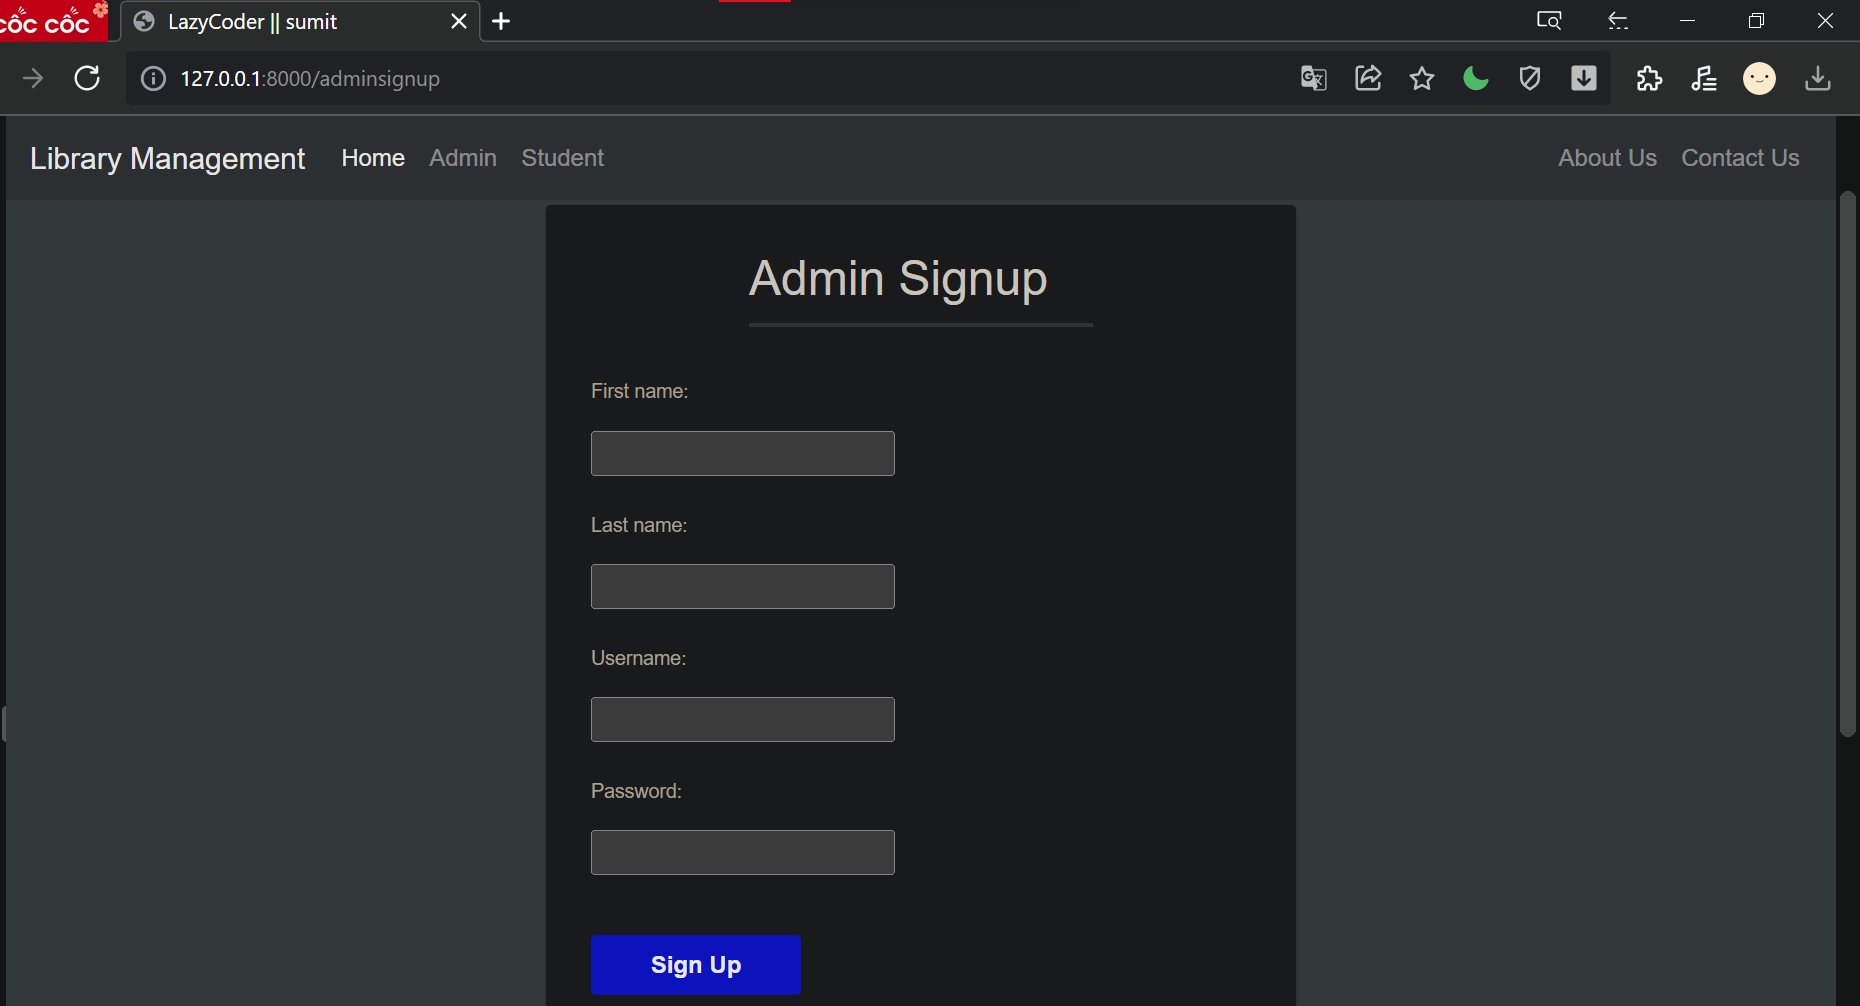 cốc cốc
LazyCoder || sumit
127.0.0.1:8000/adminsignup
Library Management Home Admin Student About Us Contact Us
Admin Signup
First name:
Last name:
Username:
Password:
Sign Up